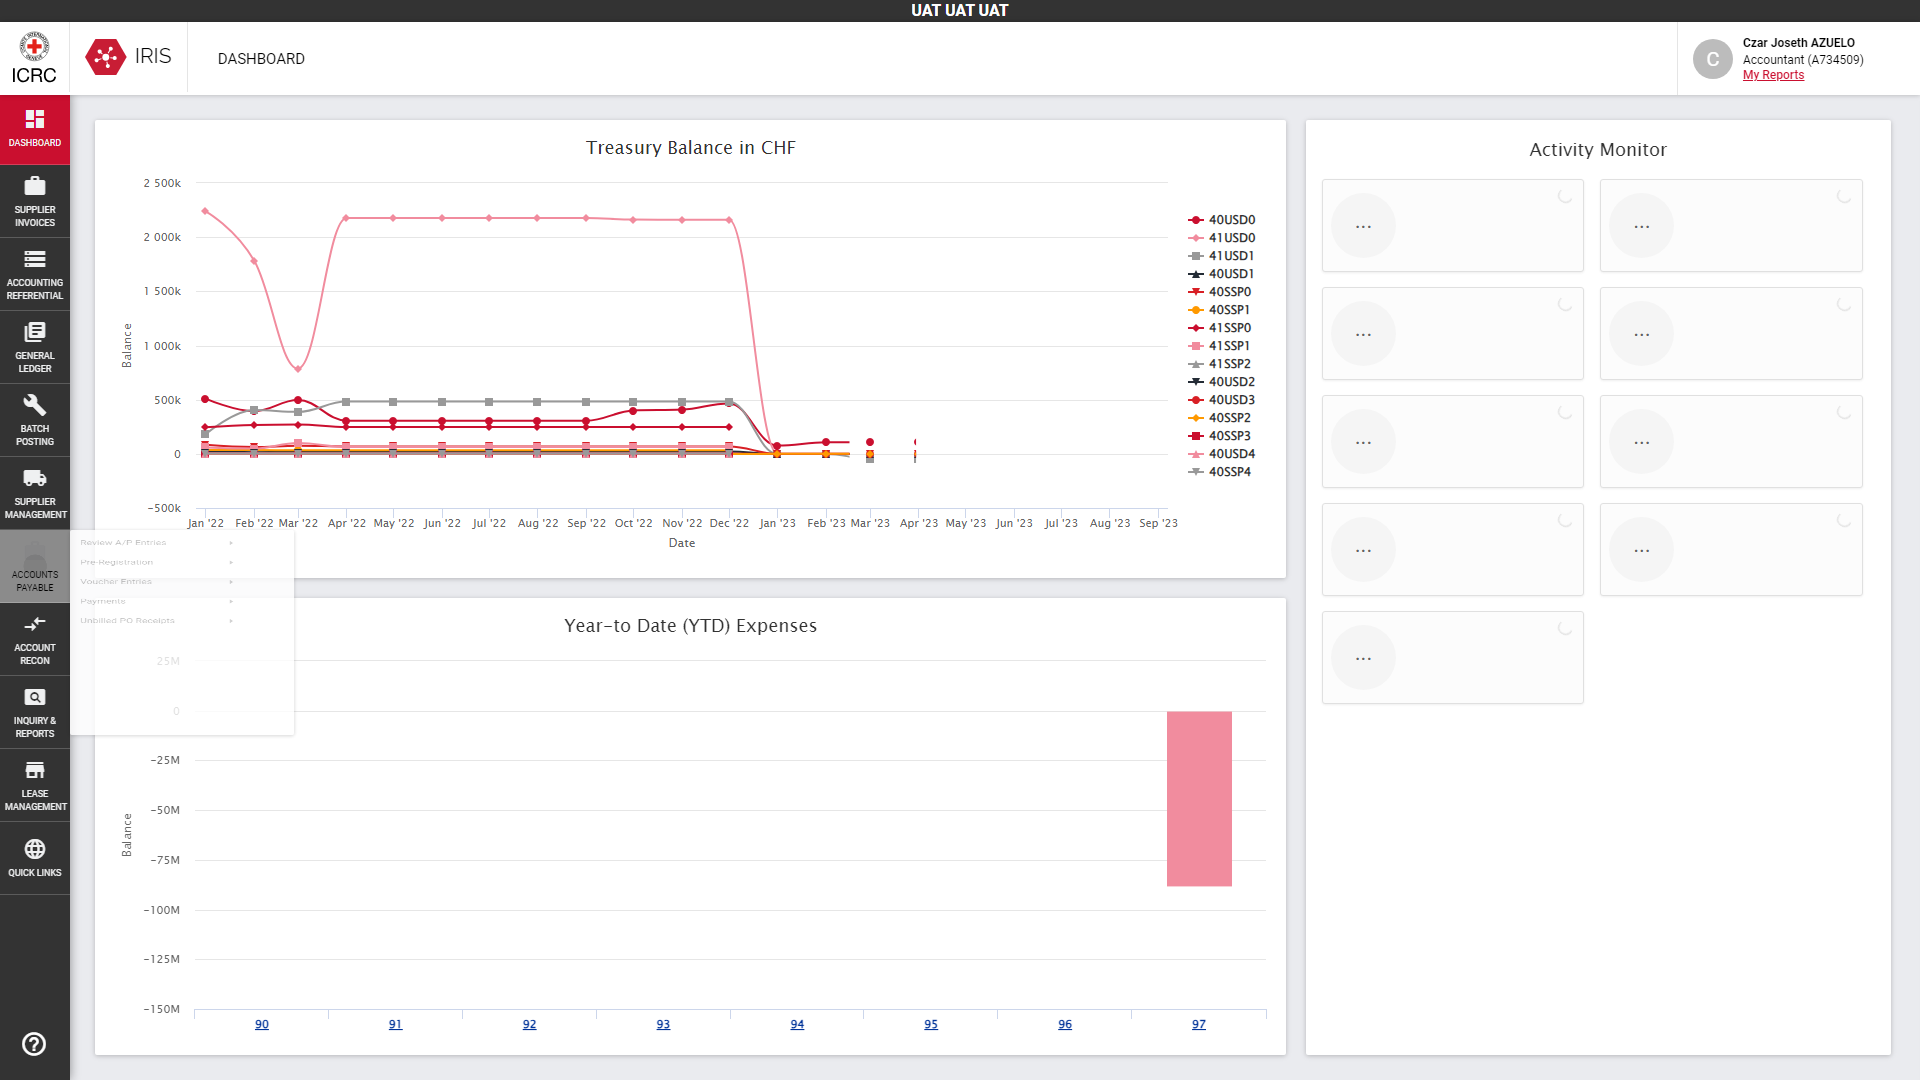 UAT UAT UAT
ICRC
IRIS
DASHBOARD
C
Czar Joseth AZUELO
Accountant (A734509)
My Reports
DASHBOARD
SUPPLIER
INVOICES
ACCOUNTING
REFERENTIAL
GENERAL
LEDGER
BATCH
POSTING
SUPPLIER
MANAGEMENT
ACCOUNTS
PAYABLE
ACCOUNT
RECON
INQUIRY &
REPORTS
LEASE
MANAGEMENT
QUICK LINKS
Review A/P Entries
Pre-Registration
Voucher Entries
Payments
Unbilled PO Receipts
Treasury Balance in CHF
2 500k
2 000k
1 500k
1 000k
500k
0
−500k
Balance
Jan '22 Feb '22 Mar '22 Apr '22 May '22 Jun '22 Jul '22 Aug '22 Sep '22 Oct '22 Nov '22 Dec '22 Jan '23 Feb '23 Mar '23 Apr '23 May '23 Jun '23 Jul '23 Aug '23 Sep '23
Date
40USD0
41USD0
41USD1
40USD1
40SSP0
40SSP1
41SSP0
41SSP1
41SSP2
40USD2
40USD3
40SSP2
40SSP3
40USD4
40SSP4
Year-to Date (YTD) Expenses
25M
0
−25M
−50M
−75M
−100M
−125M
−150M
Balance
90 91 92 93 94 95 96 97
Activity Monitor
... ...
... ...
... ...
... ...
...